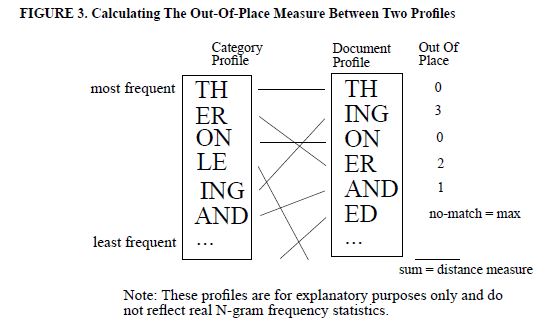 FIGURE 3. Calculating The Out-Of-Place Measure Between Two Profiles
Category Profile Document Profile Out Of Place
most frequent TH TH 0
ER ING 3
ON ON 0
LE ER 2
ING AND 1
AND ED no-match = max
least frequent ... ...
sum = distance measure
Note: These profiles are for explanatory purposes only and do
not reflect real N-gram frequency statistics.